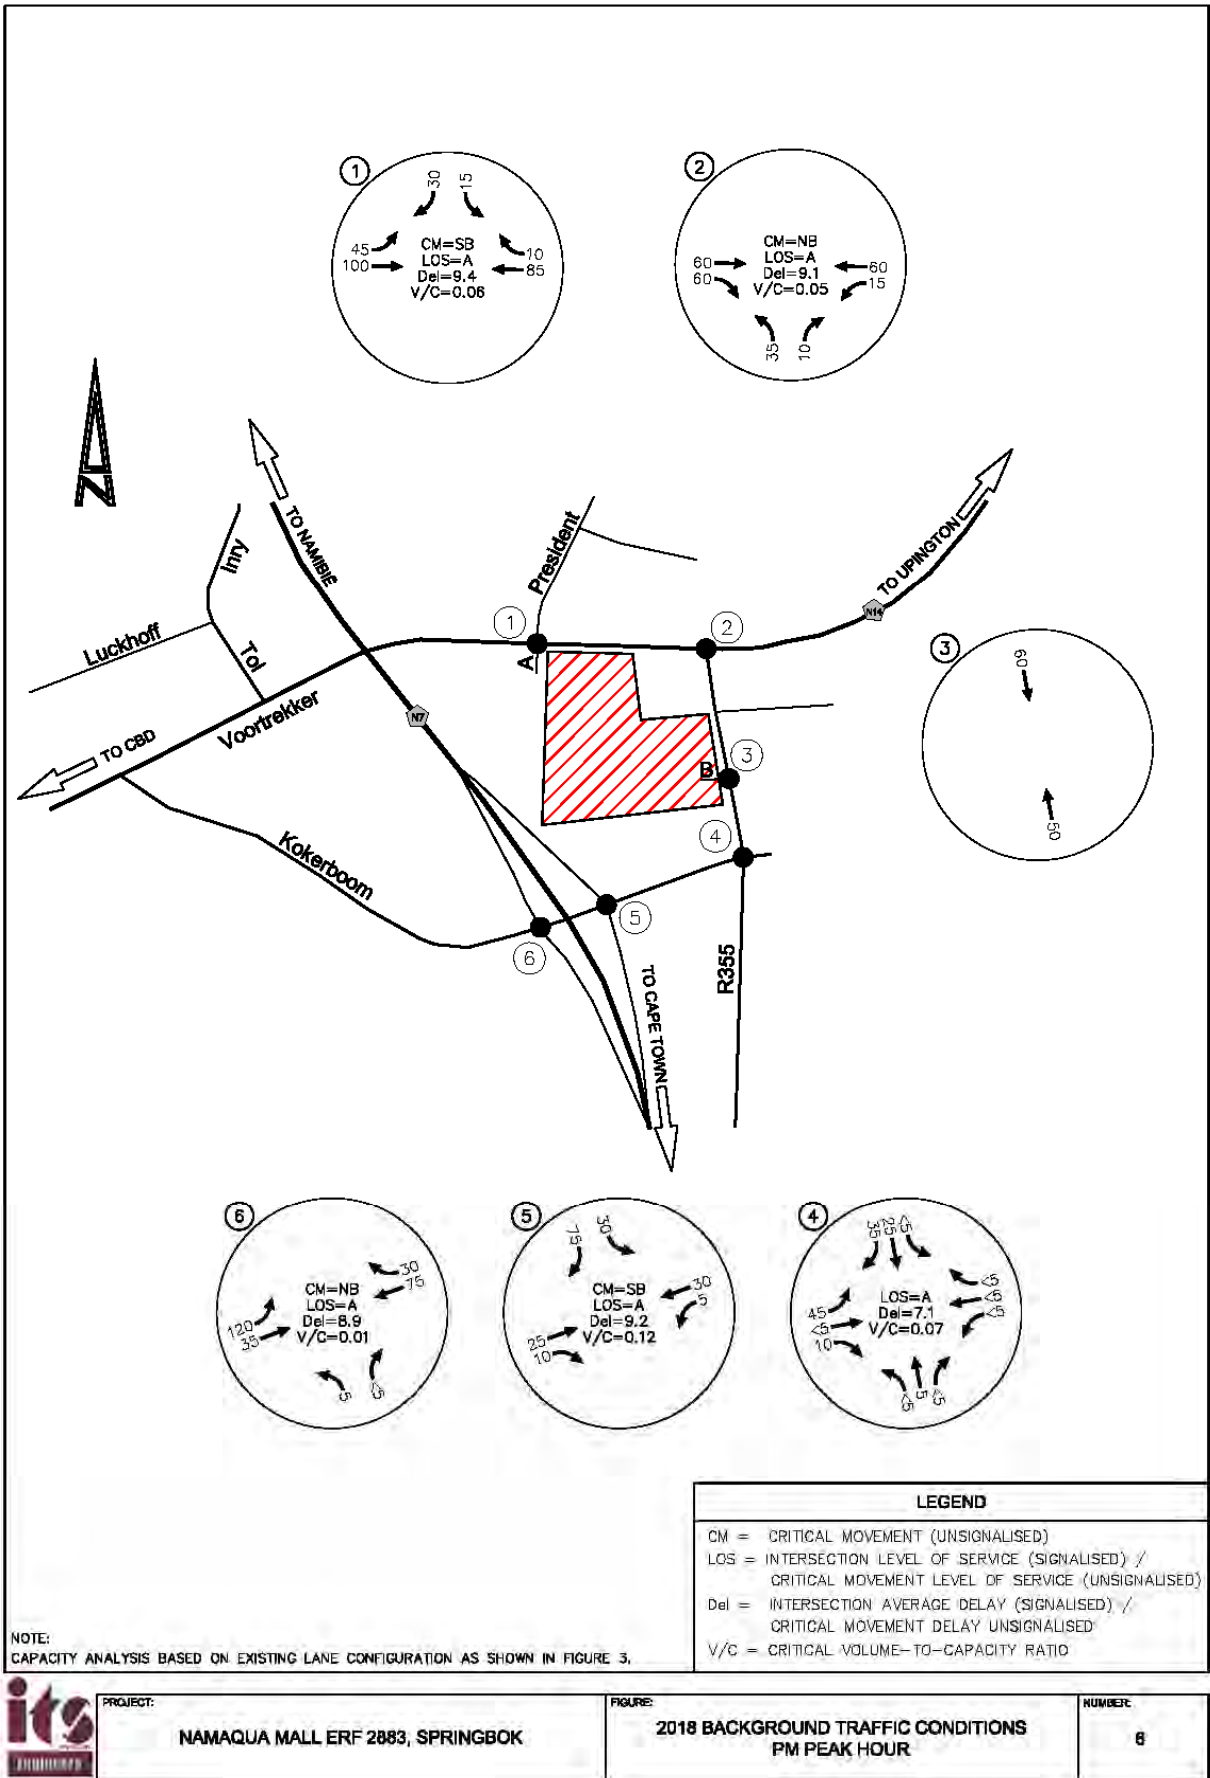 1
30
15
45
100
CM=SB
LOS=A
Del=9.4
V/C=0.06
10
85
2
60
60
CM=NB
LOS=A
Del=9.1
V/C=0.05
60
15
35
10
N
TO NAMIBIË
Inry
Tol
Luckhoff
Voortrekker
TO CBD
N7
President
1
A
2
TO UPINGTON
N14
3
B
4
5
6
Kokerboom
TO CAPE TOWN
R355
3
60
50
6
30
75
CM=NB
LOS=A
Del=8.9
V/C=0.01
120
35
5
<5
5
75
30
CM=SB
LOS=A
Del=9.2
V/C=0.12
30
5
25
10
4
35
25
<5
LOS=A
Del=7.1
V/C=0.07
<5
<5
<5
45
<5
10
<5
5
<5
LEGEND
CM = CRITICAL MOVEMENT (UNSIGNALISED)
LOS = INTERSECTION LEVEL OF SERVICE (SIGNALISED) /
CRITICAL MOVEMENT LEVEL OF SERVICE (UNSIGNALISED)
Del = INTERSECTION AVERAGE DELAY (SIGNALISED) /
CRITICAL MOVEMENT DELAY UNSIGNALISED
V/C = CRITICAL VOLUME-TO-CAPACITY RATIO
NOTE:
CAPACITY ANALYSIS BASED ON EXISTING LANE CONFIGURATION AS SHOWN IN FIGURE 3.
its
engineers
PROJECT:
NAMAQUA MALL ERF 2883, SPRINGBOK
FIGURE:
2018 BACKGROUND TRAFFIC CONDITIONS
PM PEAK HOUR
NUMBER:
6